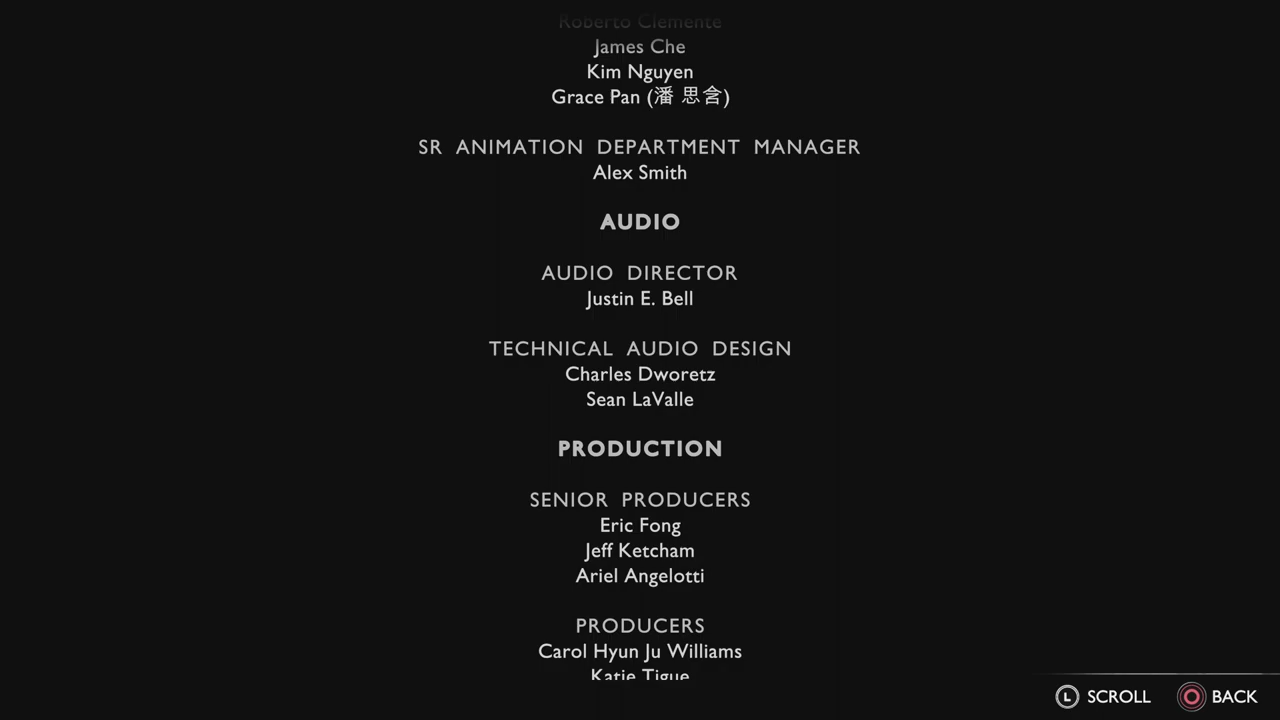 Roberto Clemente
James Che
Kim Nguyen
Grace Pan (潘 思含)
SR ANIMATION DEPARTMENT MANAGER
Alex Smith
AUDIO
AUDIO DIRECTOR
Justin E. Bell
TECHNICAL AUDIO DESIGN
Charles Dworetz
Sean LaValle
PRODUCTION
SENIOR PRODUCERS
Eric Fong
Jeff Ketcham
Ariel Angelotti
PRODUCERS
Carol Hyun Ju Williams
Katie Tigue
L SCROLL BACK